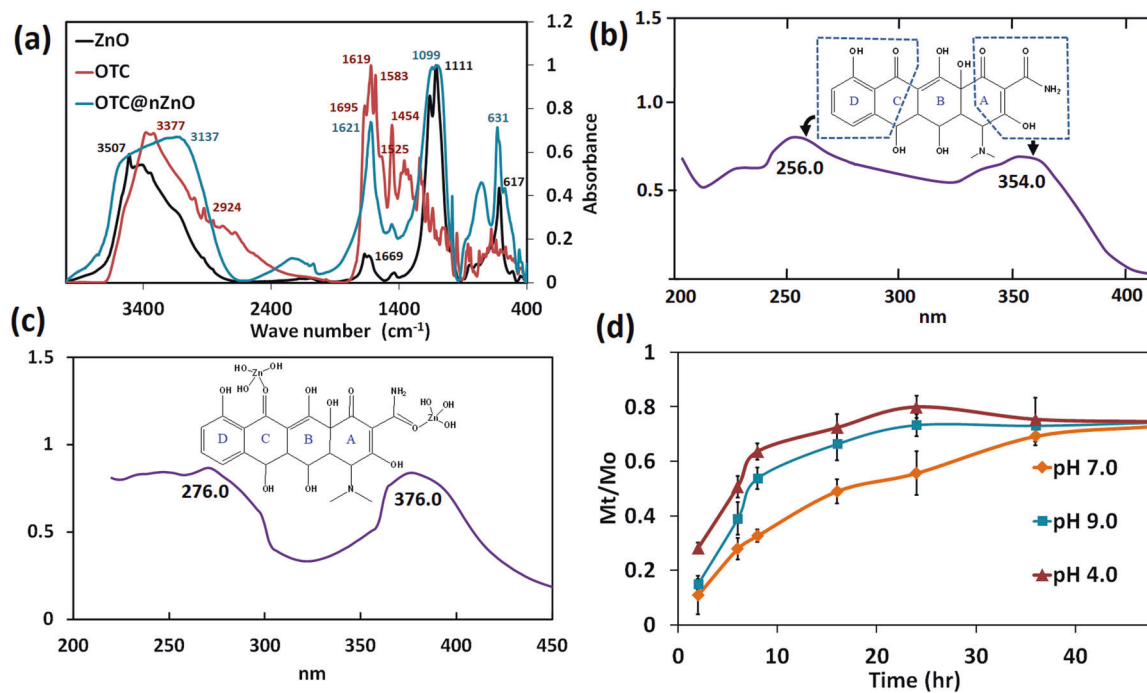 (a)
ZnO
OTC
OTC@nZnO
3507
3377
3137
2924
1619
1583
1695
1621
1454
1525
1099
1111
1669
631
617
1.2
1
0.8
0.6
0.4
0.2
0
Absorbance
3400 2400 1400 400
Wave number (cm-1)
(b)
1.5
1.0
0.5
0
OH O OH OH O O
NH2
D C B A
OH OH N OH
256.0
354.0
200 250 300 350 400
nm
(c)
1.5
1
0.5
0
HO Zn OH
HO OH
OH O OH OH O NH2
HO Zn OH
O OH
D C B A
OH OH N OH
276.0
376.0
200 250 300 350 400 450
nm
(d)
1
0.8
0.6
0.4
0.2
0
Mt/Mo
pH 7.0
pH 9.0
pH 4.0
0 10 20 30 40
Time (hr)